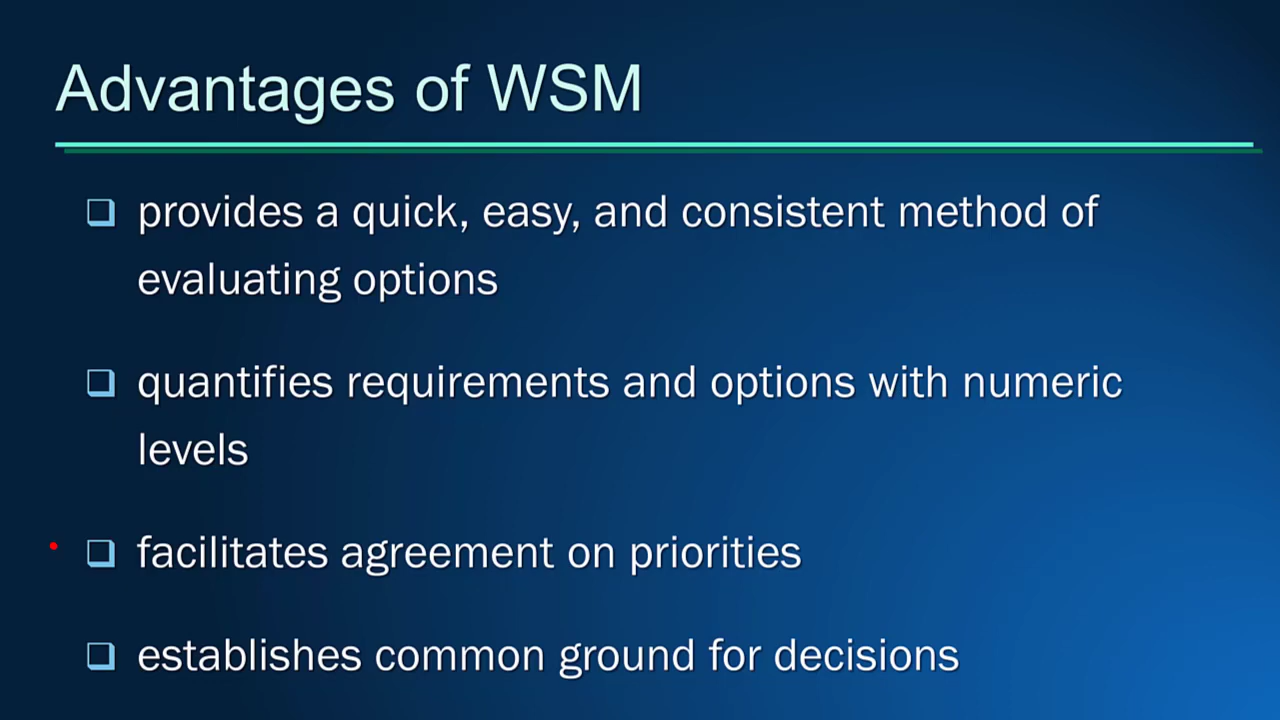 Advantages of WSM
provides a quick, easy, and consistent method of
evaluating options
quantifies requirements and options with numeric
levels
facilitates agreement on priorities
establishes common ground for decisions